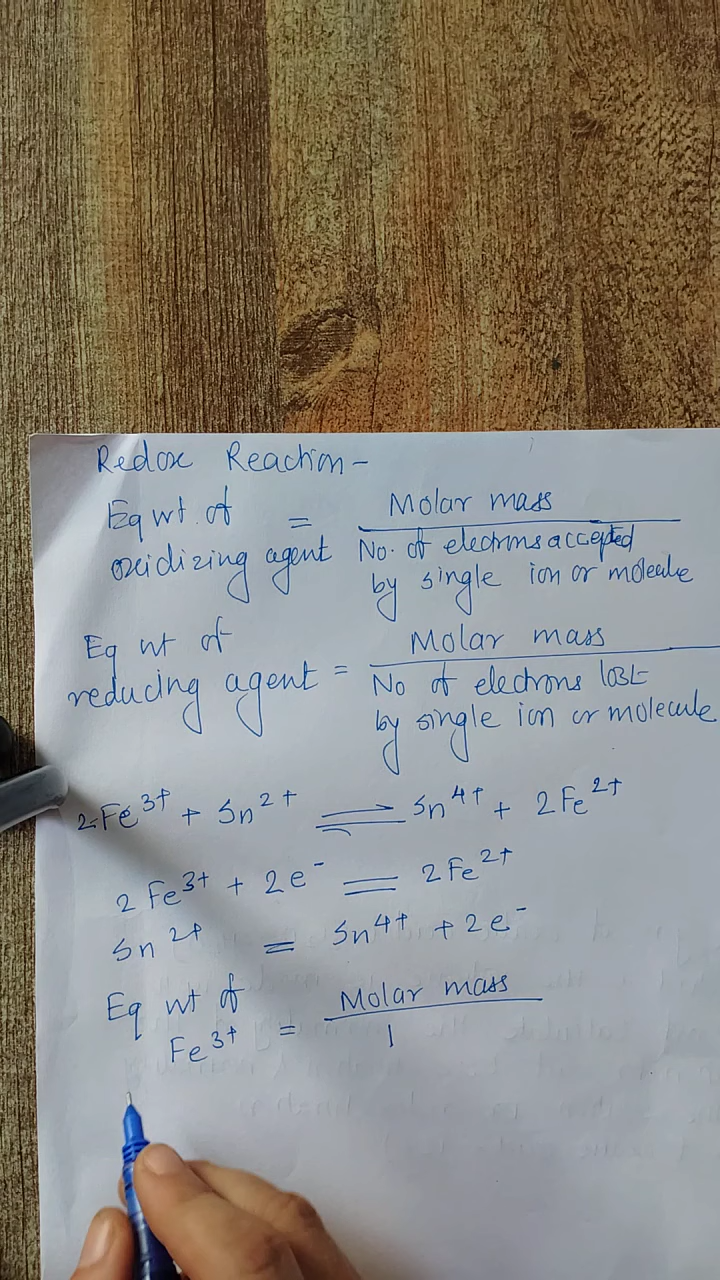 Redox Reaction -
Eq wt. of = Molar mass
oxidizing agent No. of electrons accepted
by single ion or molecule
Eq wt of Molar mass
reducing agent = No of electrons lost
by single ion or molecule
2Fe³⁺ + Sn²⁺ ⇌ Sn⁴⁺ + 2Fe²⁺
2Fe³⁺ + 2e⁻ = 2Fe²⁺
Sn²⁺ = Sn⁴⁺ + 2e⁻
Eq wt of Molar mass
Fe³⁺ = 1